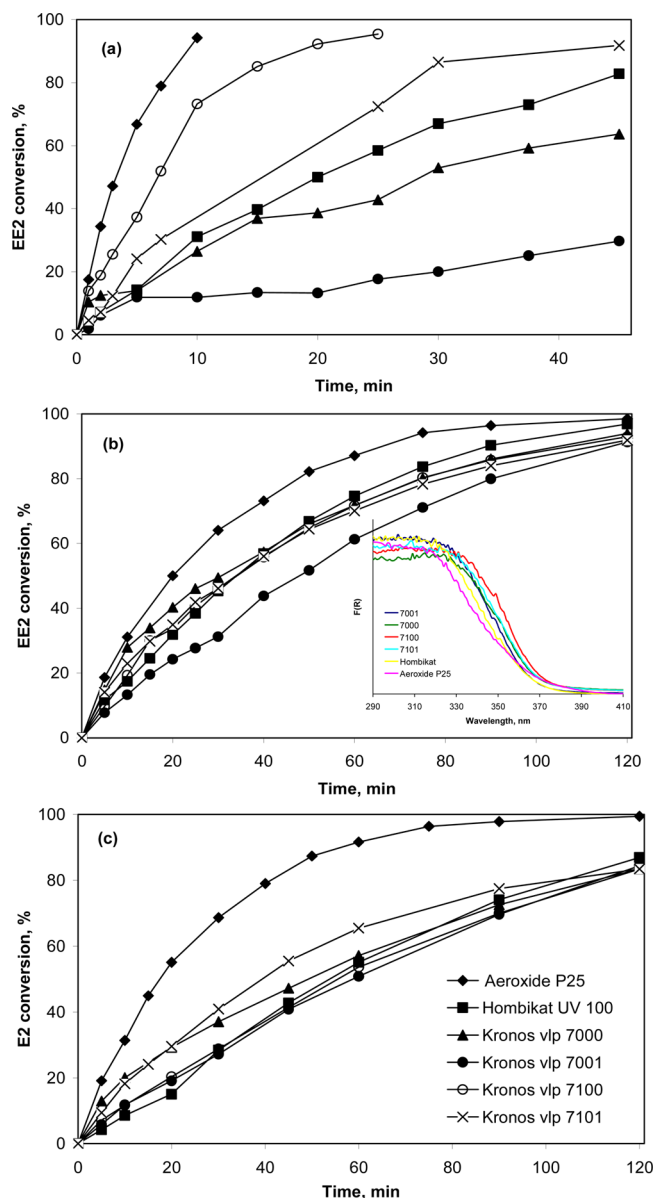 (a)
EE2 conversion, %
100
80
60
40
20
0
0 10 20 30 40
Time, min
(b)
EE2 conversion, %
100
80
60
40
20
0
F(R)
7001
7000
7100
7101
Hombikat
Aeroxide P25
290 310 330 350 370 390 410
Wavelength, nm
0 20 40 60 80 100 120
Time, min
(c)
E2 conversion, %
100
80
60
40
20
0
Aeroxide P25
Hombikat UV 100
Kronos vlp 7000
Kronos vlp 7001
Kronos vlp 7100
Kronos vlp 7101
0 20 40 60 80 100 120
Time, min